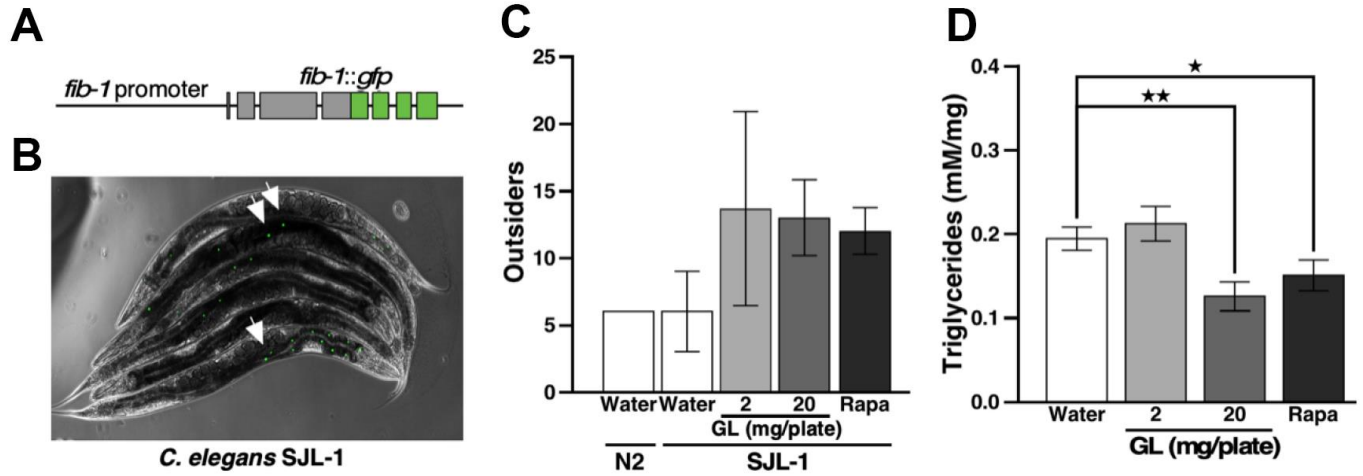 A
fib-1 promoter
fib-1::gfp
B
C. elegans SJL-1
C
Outsiders
25
20
15
10
5
0
Water Water 2 20 Rapa
GL (mg/plate)
N2 SJL-1
D
Triglycerides (mM/mg)
0.4
0.3
0.2
0.1
0.0
★
★★
Water 2 20 Rapa
GL (mg/plate)